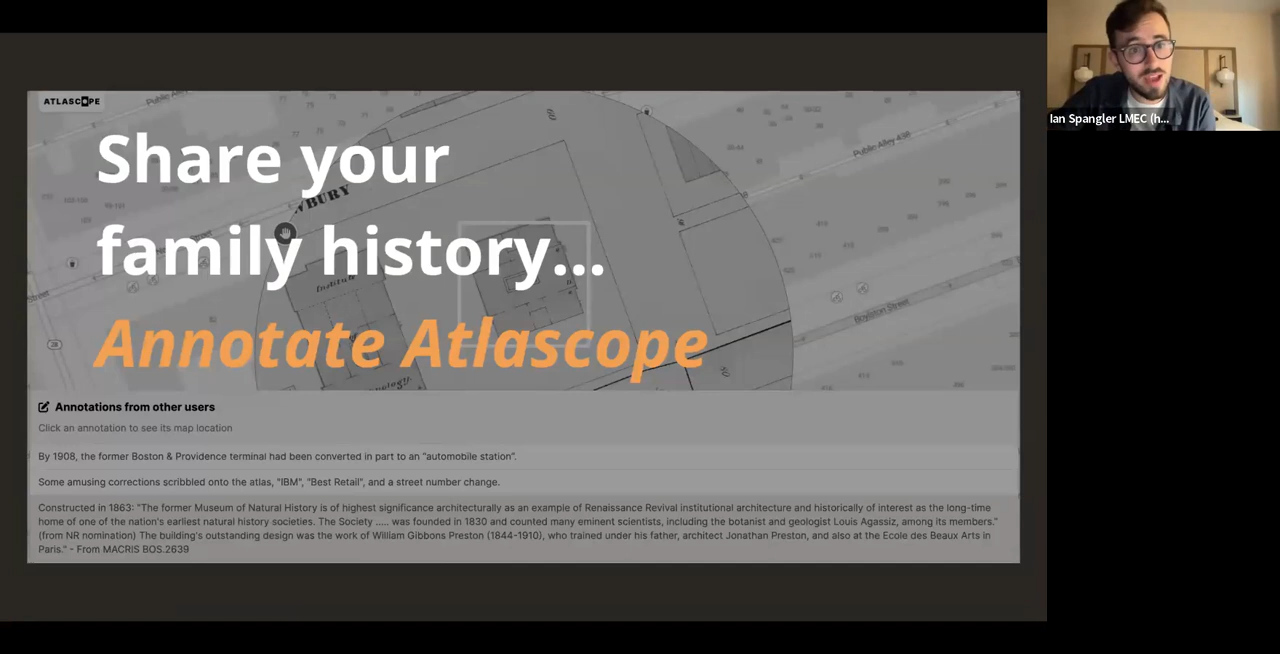 ATLASCOPE
Share your
family history...
Annotate Atlascope
Public Alley
Public Alley 438
BURY
60
Institute
Street
Boylston Street
50
28
Annotations from other users
Click an annotation to see its map location
By 1908, the former Boston & Providence terminal had been converted in part to an "automobile station".
Some amusing corrections scribbled onto the atlas, "IBM", "Best Retail", and a street number change.
Constructed in 1863: "The former Museum of Natural History is of highest significance architecturally as an example of Renaissance Revival institutional architecture and historically of interest as the long-time
home of one of the nation's earliest natural history societies. The Society ..... was founded in 1830 and counted many eminent scientists, including the botanist and geologist Louis Agassiz, among its members."
(from NR nomination) The building's outstanding design was the work of William Gibbons Preston (1844-1910), who trained under his father, architect Jonathan Preston, and also at the Ecole des Beaux Arts in
Paris." - From MACRIS BOS.2639
Ian Spangler LMEC (h...